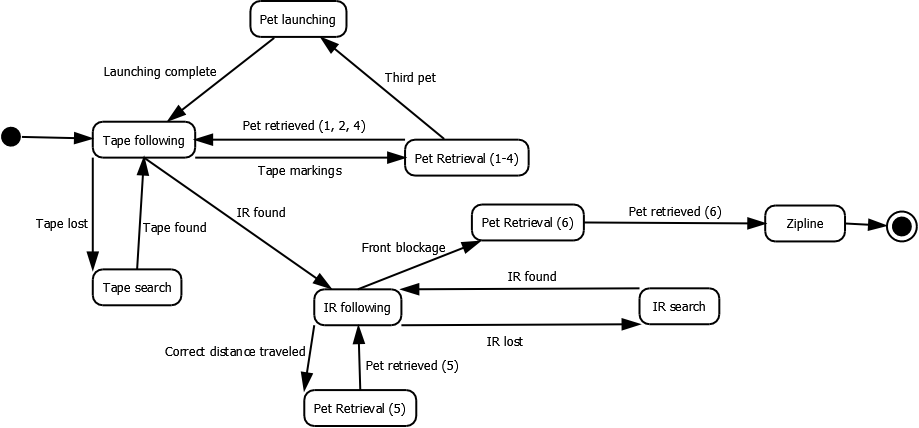 Pet launching
Launching complete
Third pet
Pet retrieved (1, 2, 4)
Tape following
Pet Retrieval (1-4)
Tape markings
Tape lost
Tape found
IR found
Pet Retrieval (6)
Pet retrieved (6)
Zipline
Front blockage
Tape search
IR found
IR following
IR search
IR lost
Correct distance traveled
Pet retrieved (5)
Pet Retrieval (5)